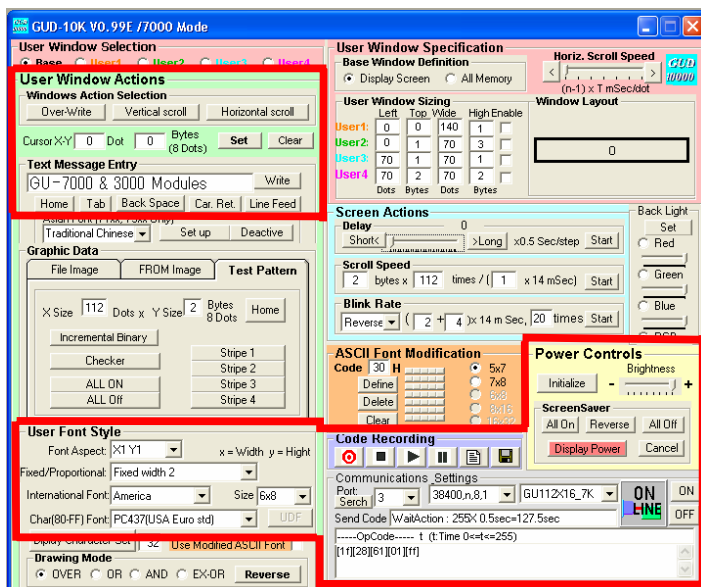 GUD-10K V0.99E /7000 Mode
User Window Selection
Base User1 User2 User3 User4
User Window Actions
Windows Action Selection
Over-Write Vertical scroll Horizontal scroll
Cursor X-Y 0 Dot 0 Bytes (8 Dots) Set Clear
Text Message Entry
GU-7000 & 3000 Modules Write
Home Tab Back Space Car. Ret. Line Feed
Traditional Chinese Set up Deactive
Graphic Data
File Image FROM Image Test Pattern
X Size 112 Dots x Y Size 2 Bytes 8 Dots Home
Incremental Binary
Checker
ALL ON
ALL Off
Stripe 1
Stripe 2
Stripe 3
Stripe 4
User Font Style
Font Aspect: X1 Y1 x = Width y = Hight
Fixed/Proportional: Fixed width 2
International Font: America Size 6x8
Char(80-FF) Font: PC437(USA Euro std) UDF
Character Set 32 Use Modified ASCII Font
Drawing Mode
OVER OR AND EX-OR Reverse
User Window Specification
Base Window Definition
Display Screen All Memory
Horiz. Scroll Speed
(n-1) x T mSec/dot
GUD 10000
User Window Sizing
Left Top Wide High Enable
User1: 0 0 140 1
User2: 0 1 70 3
User3: 70 1 70 1
User4 70 2 70 2
Dots Bytes Dots Bytes
Window Layout
0
Screen Actions
Delay 0
Short< >Long x0.5 Sec/step Start
Scroll Speed
2 bytes x 112 times / ( 1 x 14 mSec) Start
Blink Rate
Reverse ( 2 + 4 )x 14 m Sec, 20 times Start
Back Light
Set
Red
Green
Blue
ASCII Font Modification
Code 30 H
Define
Delete
Clear
5x7
7x8
6x8
8x16
Power Controls
Initialize Brightness - +
ScreenSaver
All On Reverse All Off
Display Power Cancel
Code Recording
Communications Settings
Port: Serch 3 38400,n,8,1 GU112X16_7K ON LINE ON OFF
Send Code WaitAction : 255X 0.5sec=127.5sec
-----OpCode----- t (t:Time 0<=t<=255)
[1f][28][61][01][ff]